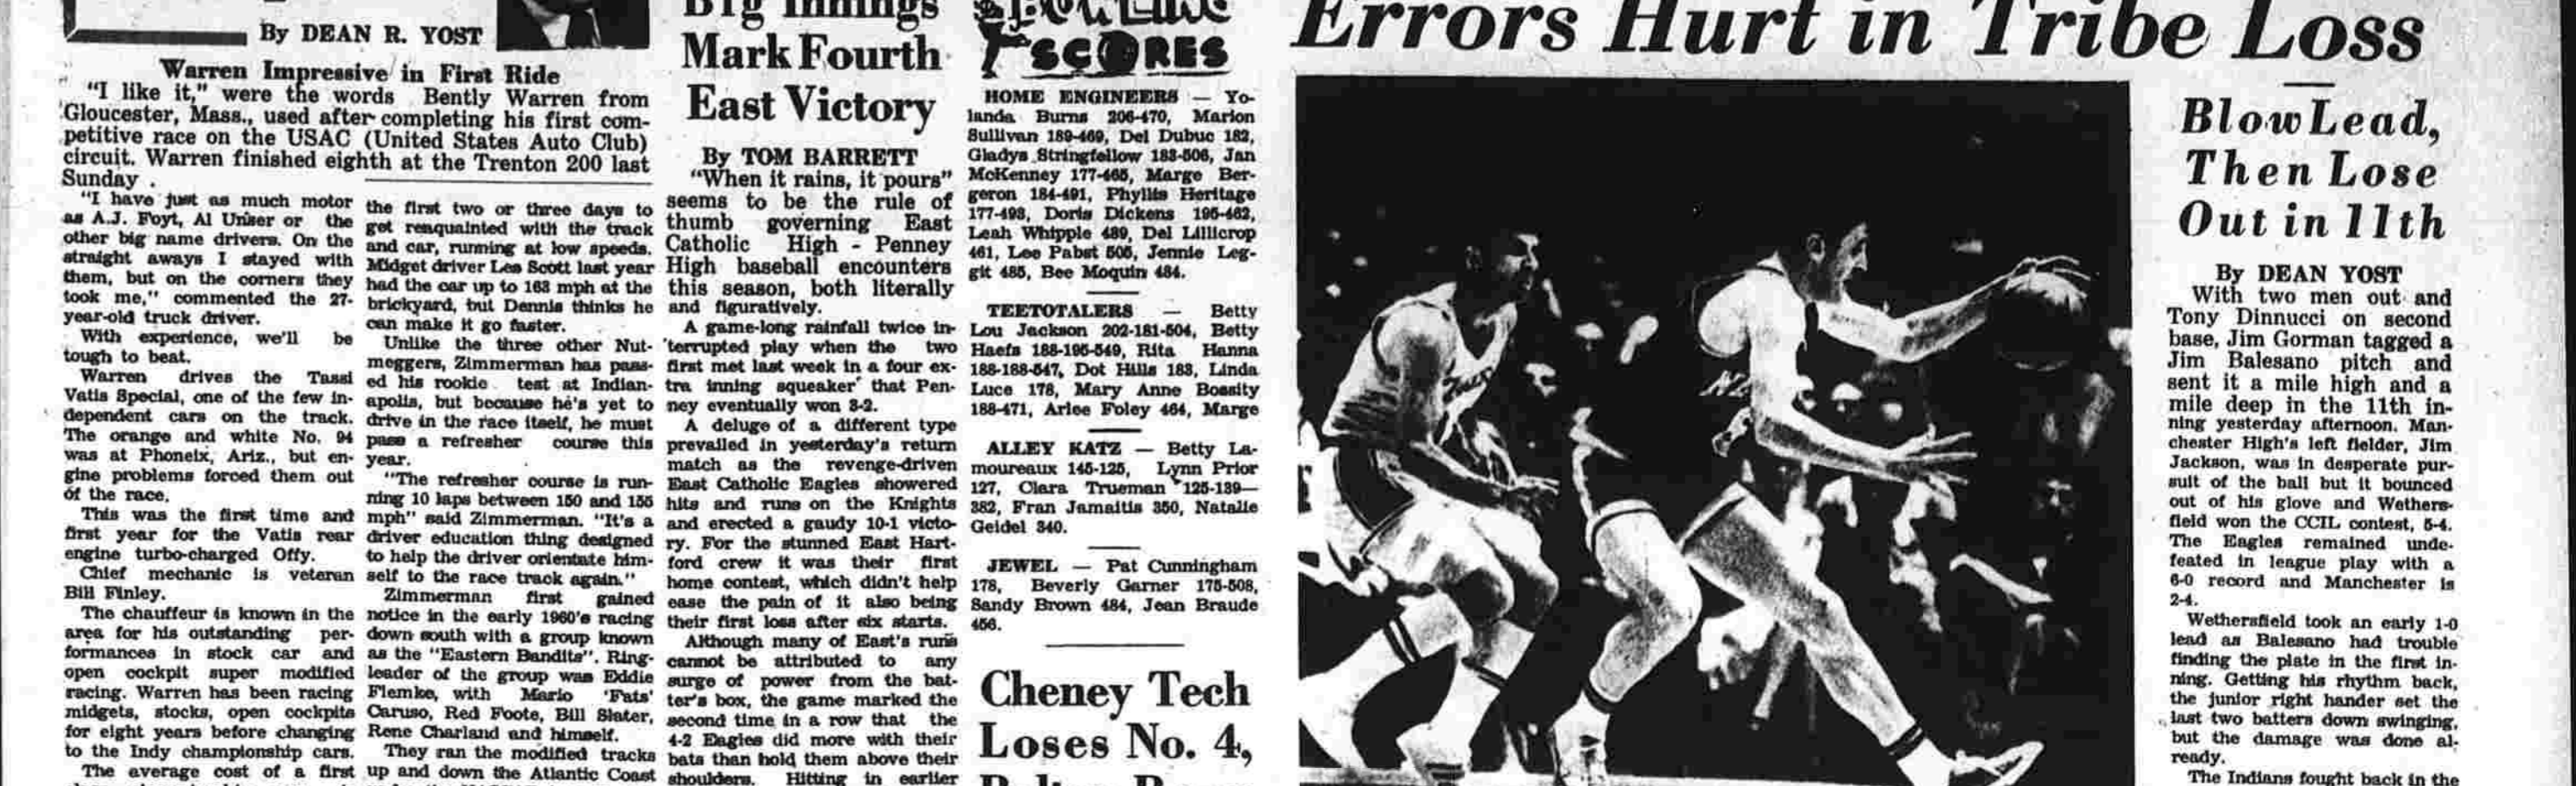 By DEAN R. YOST
Warren Impressive in First Ride
"I like it," were the words Bently Warren from
Gloucester, Mass., used after completing his first com-
petitive race on the USAC (United States Auto Club)
circuit. Warren finished eighth at the Trenton 200 last
Sunday .
"I have just as much motor
as A.J. Foyt, Al Unser or the
other big name drivers. On the
straight aways I stayed with
them, but on the corners they
took me," commented the 27-
year-old truck driver.
With experience, we'll be
tough to beat.
Warren drives the Tassi
Vatis Special, one of the few in-
dependent cars on the track.
The orange and white No. 94
was at Phoneix, Ariz., but en-
gine problems forced them out
of the race.
This was the first time and
first year for the Vatis rear
engine turbo-charged Offy.
Chief mechanic is veteran
Bill Finley.
The chauffeur is known in the
area for his outstanding per-
formances in stock car and
open cockpit super modified
racing. Warren has been racing
midgets, stocks, open cockpits
for eight years before changing
to the Indy championship cars.
The average cost of a first
the first two or three days to
get reaquainted with the track
and car, running at low speeds.
Midget driver Les Scott last year
had the car up to 163 mph at the
brickyard, but Dennis thinks he
can make it go faster.
Unlike the three other Nut-
meggers, Zimmerman has pass-
ed his rookie test at Indian-
apolis, but because he's yet to
drive in the race itself, he must
pass a refresher course this
year.
"The refresher course is run-
ning 10 laps between 150 and 155
mph" said Zimmerman. "It's a
driver education thing designed
to help the driver orientate him-
self to the race track again."
Zimmerman first gained
notice in the early 1960's racing
down south with a group known
as the "Eastern Bandits". Ring-
leader of the group was Eddie
Flemke, with Mario 'Fats'
Caruso, Red Foote, Bill Slater,
Rene Charland and himself.
They ran the modified tracks
up and down the Atlantic Coast
Big Innings
Mark Fourth
East Victory
By TOM BARRETT
"When it rains, it pours"
seems to be the rule of
thumb governing East
Catholic High - Penney
High baseball encounters
this season, both literally
and figuratively.
A game-long rainfall twice in-
terrupted play when the two
first met last week in a four ex-
tra inning squeaker that Pen-
ney eventually won 3-2.
A deluge of a different type
prevailed in yesterday's return
match as the revenge-driven
East Catholic Eagles showered
hits and runs on the Knights
and erected a gaudy 10-1 victo-
ry. For the stunned East Hart-
ford crew it was their first
home contest, which didn't help
ease the pain of it also being
their first loss after six starts.
Although many of East's runs
cannot be attributed to any
surge of power from the bat-
ter's box, the game marked the
second time in a row that the
4-2 Eagles did more with their
bats than hold them above their
shoulders. Hitting in earlier
BOWLING
SCORES
HOME ENGINEERS — Yo-
landa Burns 206-470, Marion
Sullivan 189-469, Del Dubuc 182,
Gladys Stringfellow 183-506, Jan
McKenney 177-465, Marge Ber-
geron 184-491, Phyllis Heritage
177-493, Doris Dickens 195-462,
Leah Whipple 489, Del Lillicrop
461, Lee Pabst 505, Jennie Leg-
git 485, Bee Moquin 484.
TEETOTALERS — Betty
Lou Jackson 202-181-504, Betty
Haefs 188-195-549, Rita Hanna
188-188-547, Dot Hills 183, Linda
Luce 178, Mary Anne Bossity
188-471, Arlee Foley 464, Marge
ALLEY KATZ — Betty La-
moureaux 145-125, Lynn Prior
127, Clara Trueman 125-139—
382, Fran Jamaitis 350, Natalie
Geidel 340.
JEWEL — Pat Cunningham
178, Beverly Garner 175-508,
Sandy Brown 484, Jean Braude
456.
Cheney Tech
Loses No. 4,
Errors Hurt in Tribe Loss
Blow Lead,
Then Lose
Out in 11th
By DEAN YOST
With two men out and
Tony Dinnucci on second
base, Jim Gorman tagged a
Jim Balesano pitch and
sent it a mile high and a
mile deep in the 11th in-
ning yesterday afternoon. Man-
chester High's left fielder, Jim
Jackson, was in desperate pur-
suit of the ball but it bounced
out of his glove and Wethers-
field won the CCIL contest, 5-4.
The Eagles remained unde-
feated in league play with a
6-0 record and Manchester is
2-4.
Wethersfield took an early 1-0
lead as Balesano had trouble
finding the plate in the first in-
ning. Getting his rhythm back,
the junior right hander set the
last two batters down swinging,
but the damage was done al-
ready.
The Indians fought back in the